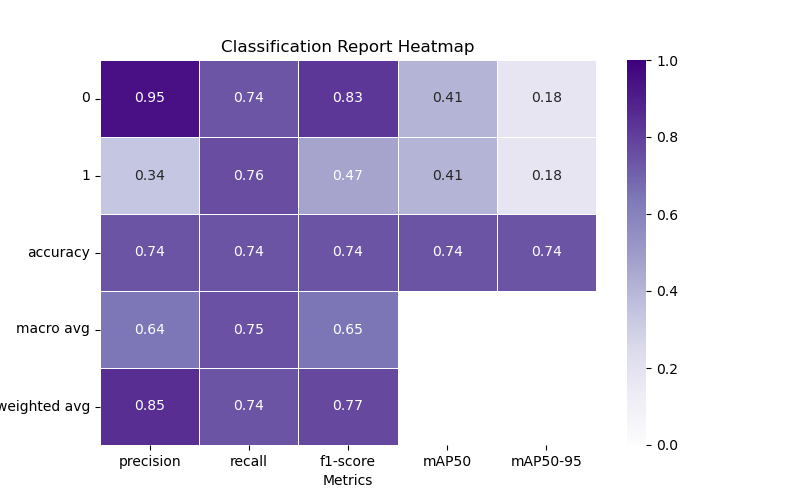 Classification Report Heatmap
0 0.95 0.74 0.83 0.41 0.18
1 0.34 0.76 0.47 0.41 0.18
accuracy 0.74 0.74 0.74 0.74 0.74
macro avg 0.64 0.75 0.65
weighted avg 0.85 0.74 0.77
precision recall f1-score mAP50 mAP50-95
Metrics
1.0
0.8
0.6
0.4
0.2
0.0